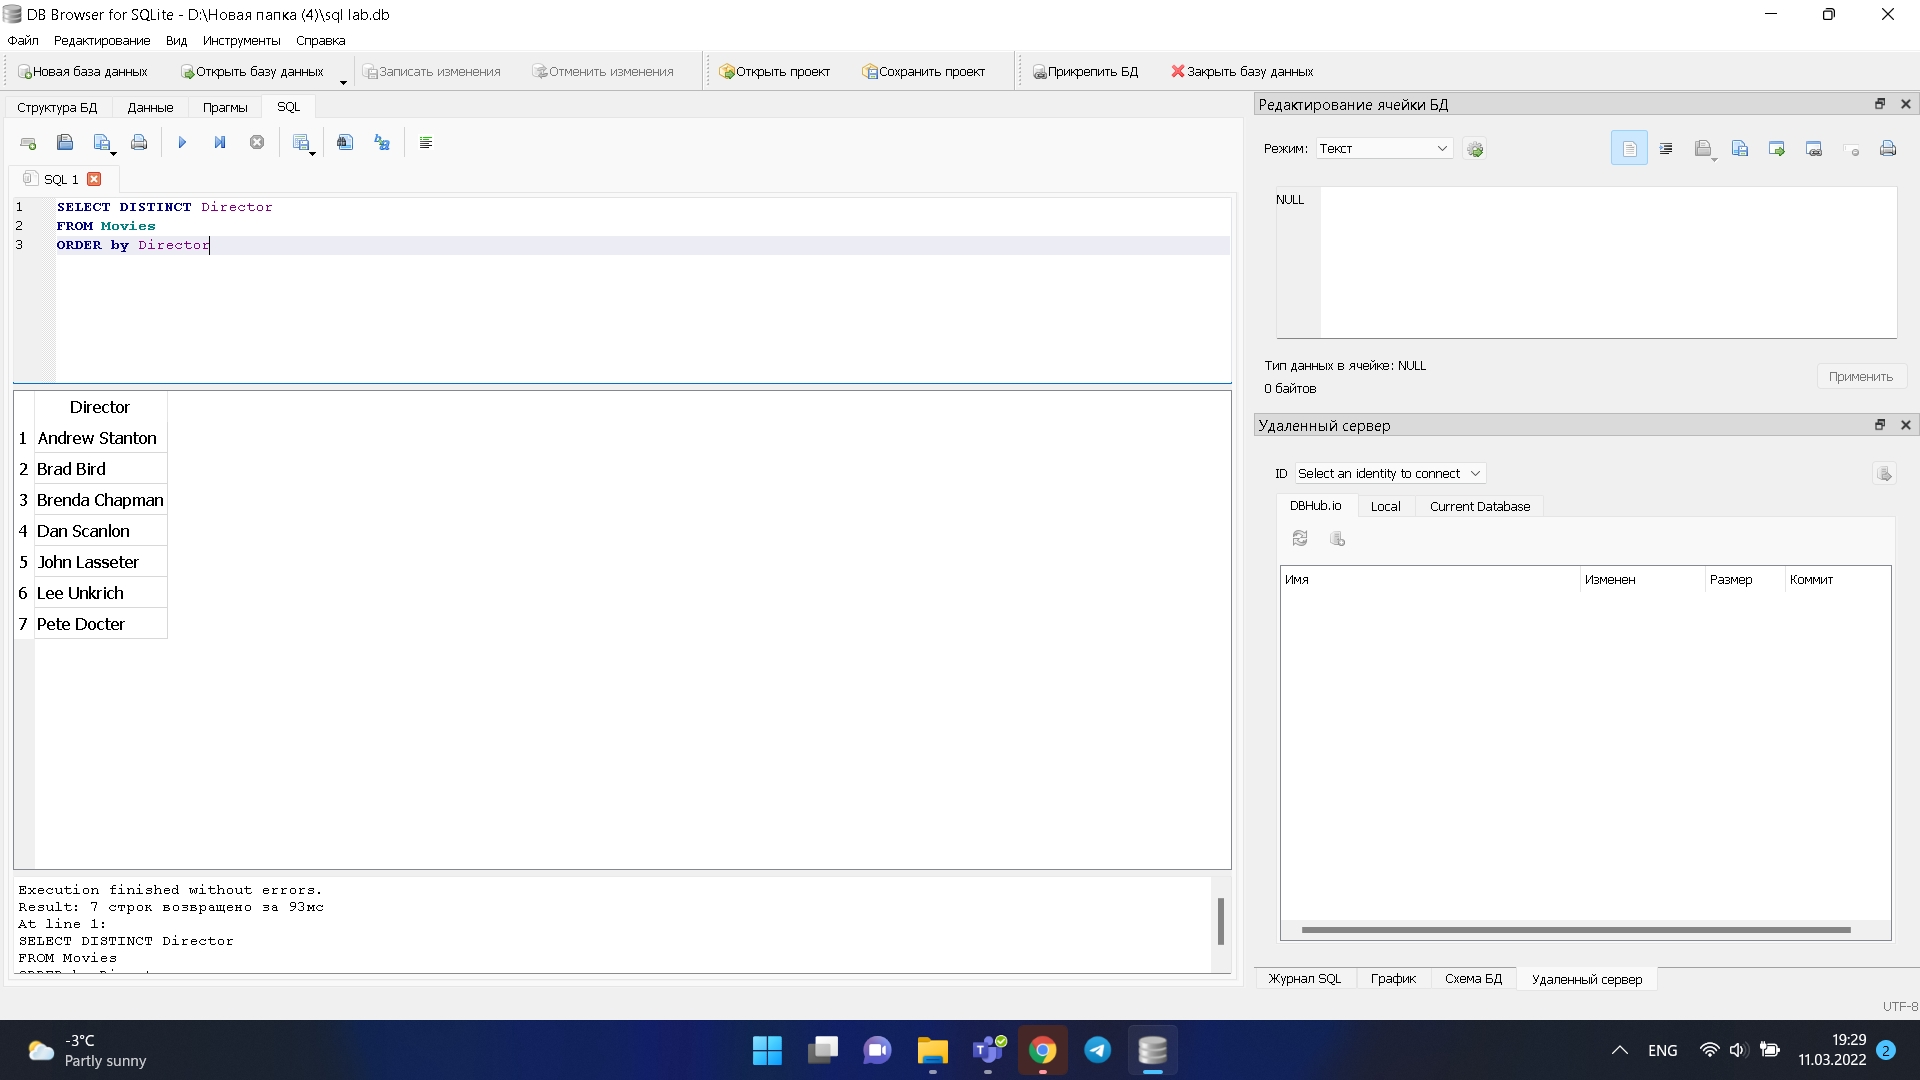 DB Browser for SQLite - D:\Новая папка (4)\sql lab.db
Файл Редактирование Вид Инструменты Справка
Новая база данных Открыть базу данных Записать изменения Отменить изменения Открыть проект Сохранить проект Прикрепить БД Закрыть базу данных
Структура БД Данные Прагмы SQL
SQL 1
1 SELECT DISTINCT Director
2 FROM Movies
3 ORDER by Director
Director
1 Andrew Stanton
2 Brad Bird
3 Brenda Chapman
4 Dan Scanlon
5 John Lasseter
6 Lee Unkrich
7 Pete Docter
Execution finished without errors.
Result: 7 строк возвращено за 93мс
At line 1:
SELECT DISTINCT Director
FROM Movies
Редактирование ячейки БД
Режим: Текст
NULL
Тип данных в ячейке: NULL
0 байтов
Применить
Удаленный сервер
ID Select an identity to connect
DBHub.io Local Current Database
Имя Изменен Размер Коммит
Журнал SQL График Схема БД Удаленный сервер
UTF-8
-3°C
Partly sunny
ENG
19:29
11.03.2022
2